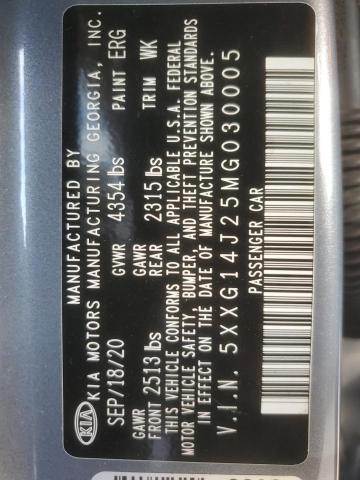 KIA
MANUFACTURED BY
KIA MOTORS MANUFACTURING GEORGIA, INC.
SEP/18/20 GVWR 4354 lbs PAINT ERG
GAWR FRONT 2513 lbs GAWR REAR 2315 lbs TRIM WK
THIS VEHICLE CONFORMS TO ALL APPLICABLE U.S.A. FEDERAL
MOTOR VEHICLE SAFETY, BUMPER, AND THEFT PREVENTION STANDARDS
IN EFFECT ON THE DATE OF MANUFACTURE SHOWN ABOVE.
V.I.N. 5XXG14J25MG030005
PASSENGER CAR